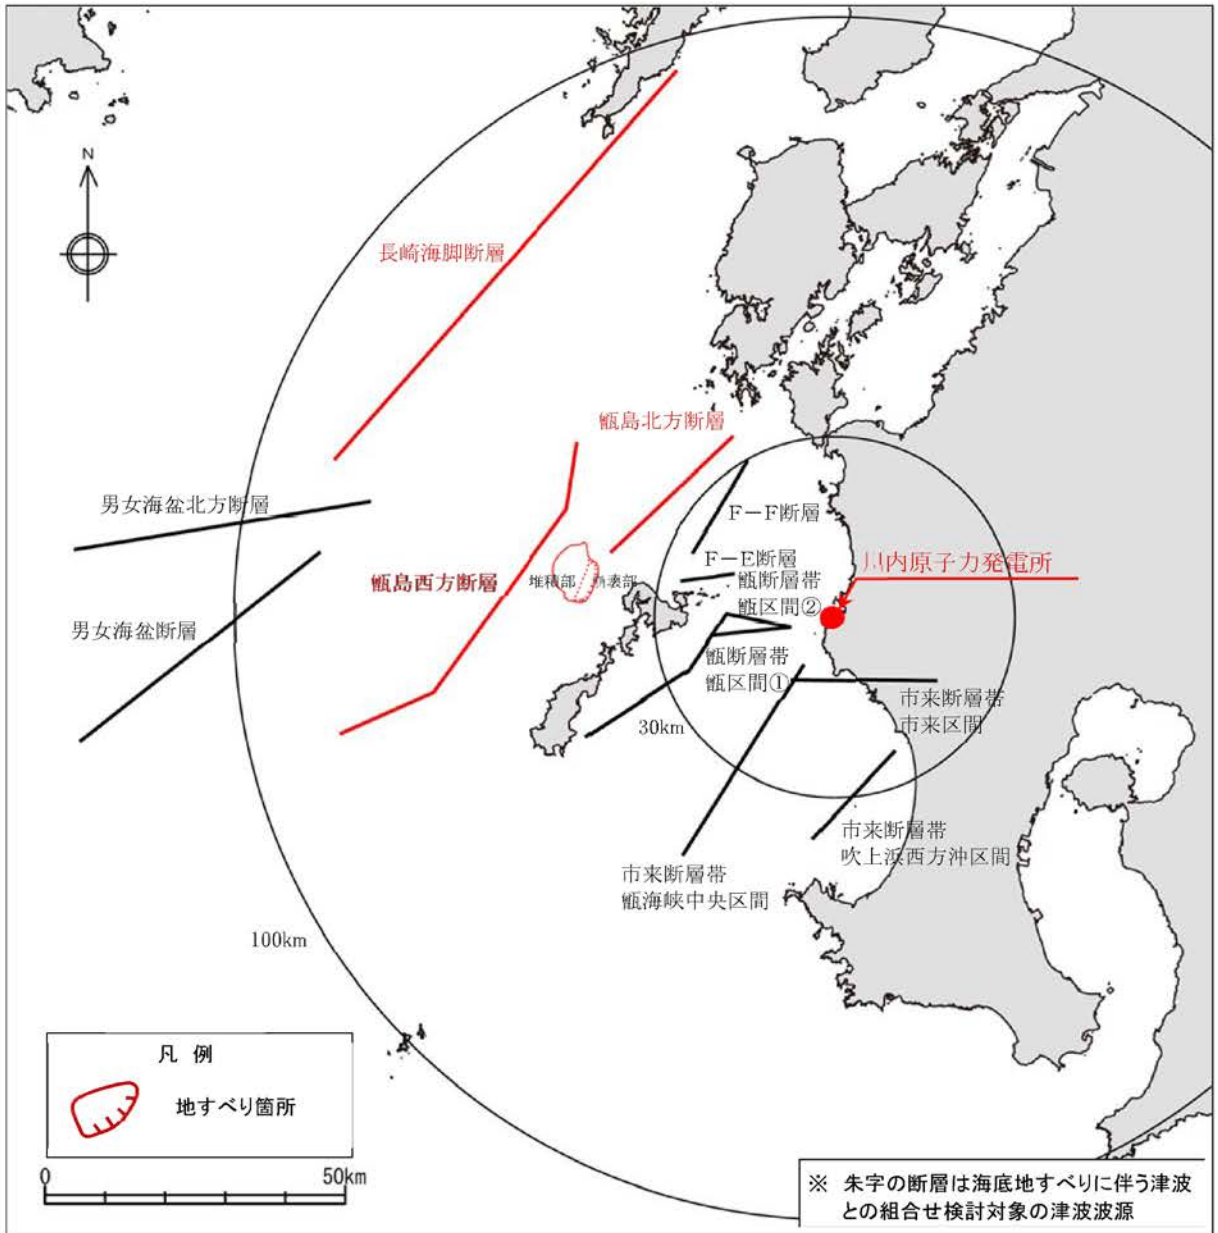 N
長崎海脚断層
甑島北方断層
男女海盆北方断層
F－F断層
F－E断層
川内原子力発電所
堆積部
崩壊部
甑島西方断層
甑断層帯
甑区間②
男女海盆断層
甑断層帯
甑区間①
市来断層帯
市来区間
30km
市来断層帯
吹上浜西方沖区間
市来断層帯
甑海峡中央区間
100km
凡 例
地すべり箇所
0
50km
※ 朱字の断層は海底地すべりに伴う津波
との組合せ検討対象の津波波源